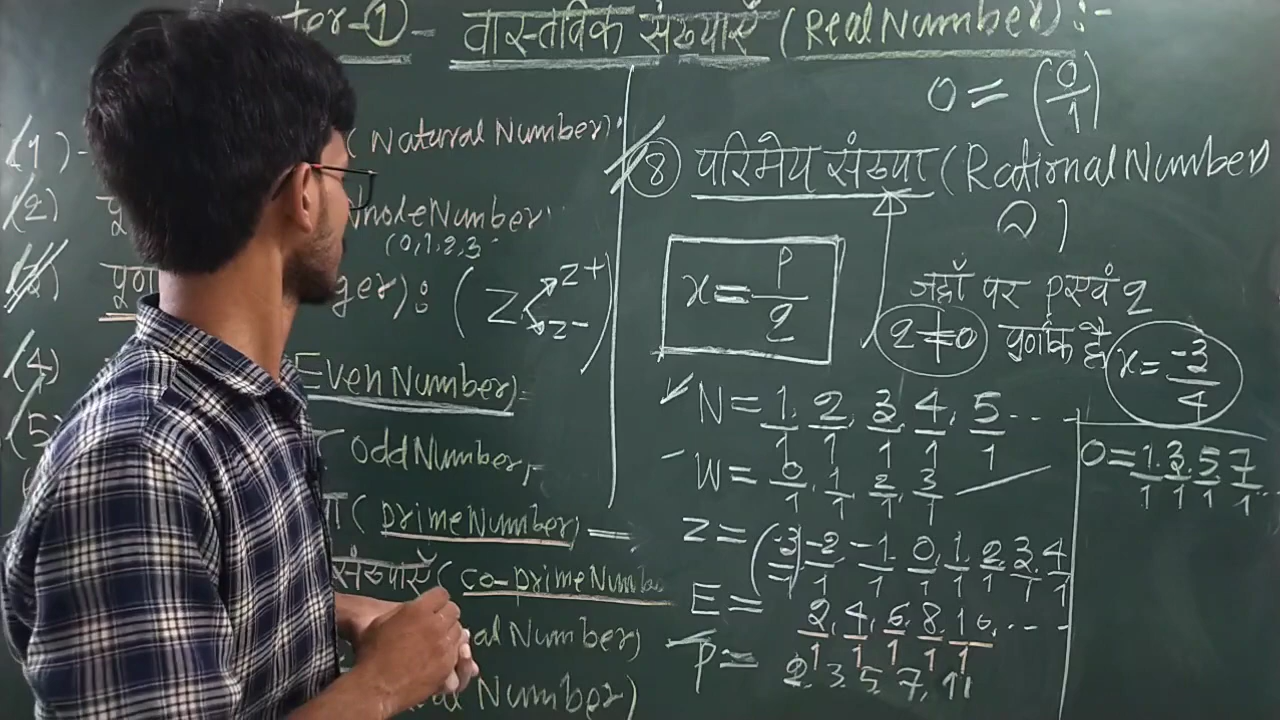 ter-① - वास्तविक संख्याएँ (Real Number) :-
(1) - ( Natural Number)
(2) WholeNumber
(0,1,2,3
पूर्ण ger): ( Z Z+ Z- )
(4) Even Number)
(5) odd Number
( prime Number)
संख्याएँ ( co-prime Numbe
al Number)
Number)
0 = (0/1)
⑧ परिमेय संख्या (Rational Number)
x = p/q
जहाँ पर p एवं q
q ≠ 0 पूर्णांक है
x = -3/4
N = 1/1, 2/1, 3/1, 4/1, 5/1 ....
W = 0/1, 1/1, 2/1, 3/1
Z = (-3/1, -2/1, -1/1, 0/1, 1/1, 2/1, 3/1, 4/1
E = 2/1, 4/1, 6/1, 8/1, 10/1, ....
P = 2, 3, 5, 7, 11
O = 1/1, 3/1, 5/1, 7/1 ...